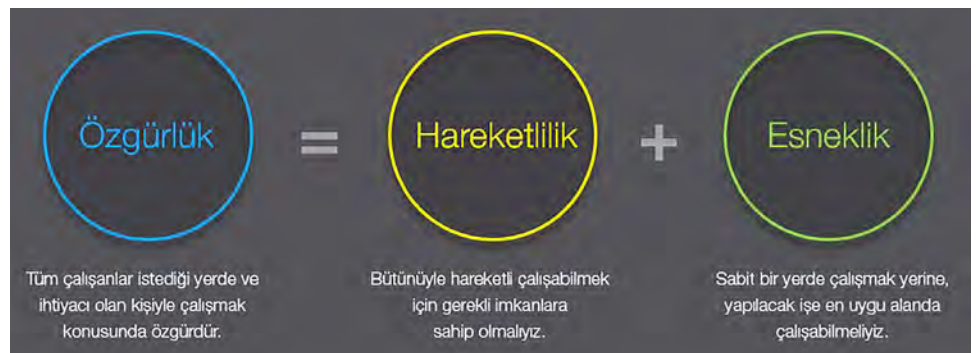 Özgürlük = Hareketlilik + Esneklik
Tüm çalışanlar istediği yerde ve
ihtiyacı olan kişiyle çalışmak
konusunda özgürdür.
Bütünüyle hareketli çalışabilmek
için gerekli imkanlara
sahip olmalıyız.
Sabit bir yerde çalışmak yerine,
yapılacak işe en uygu alanda
çalışabilmeliyiz.